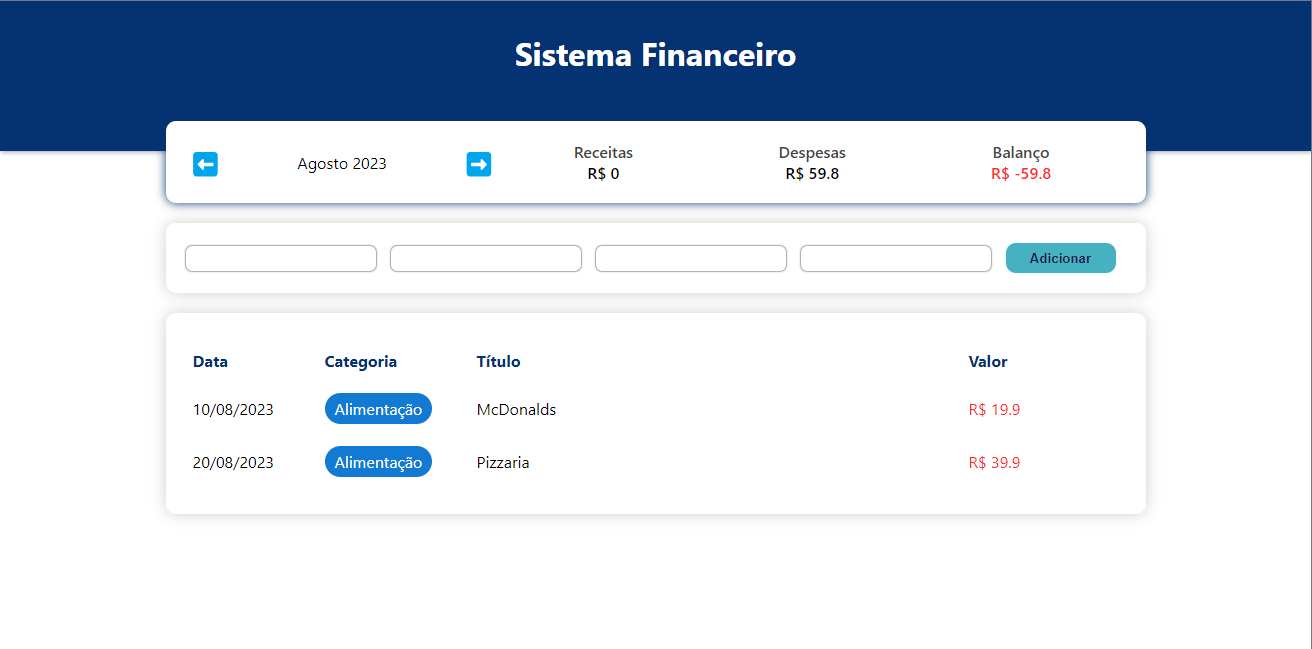 Sistema Financeiro
Agosto 2023
Receitas
R$ 0
Despesas
R$ 59.8
Balanço
R$ -59.8
Adicionar
Data Categoria Título Valor
10/08/2023 Alimentação McDonalds R$ 19.9
20/08/2023 Alimentação Pizzaria R$ 39.9